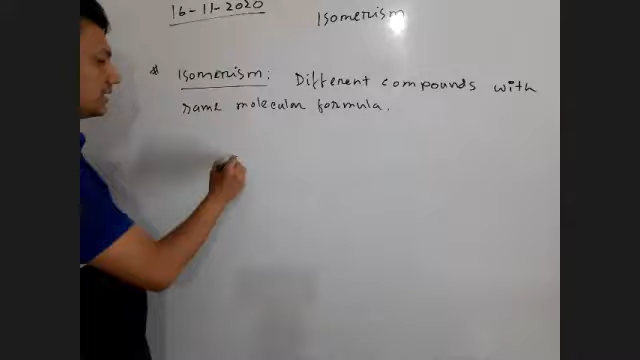 16-11-2020
Isomerism
* Isomerism: Different compounds with
same molecular formula.